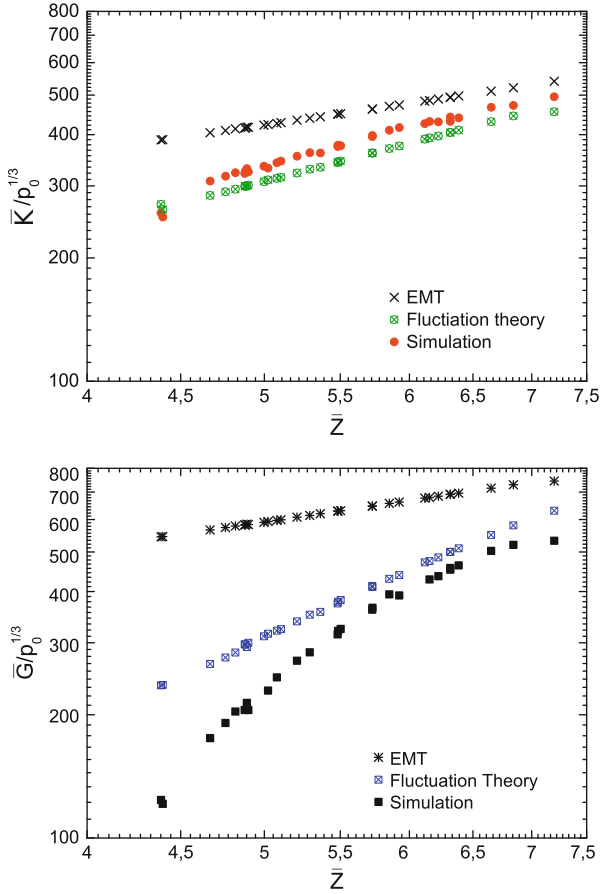 800
700
600
500
400
300
200
100
K̅/p₀^1/3
EMT
Fluctiation theory
Simulation
4 4,5 5 5,5 6 6,5 7 7,5
Z̅
800
700
600
500
400
300
200
100
G̅/p₀^1/3
EMT
Fluctuation Theory
Simulation
4 4,5 5 5,5 6 6,5 7 7,5
Z̅